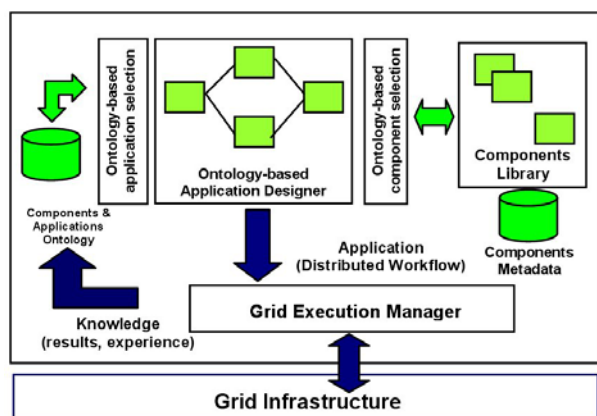 Ontology-based
application selection
Ontology-based
Application Designer
Ontology-based
component selection
Components
Library
Components
Metadata
Components &
Applications
Ontology
Application
(Distributed Workflow)
Knowledge
(results, experience)
Grid Execution Manager
Grid Infrastructure